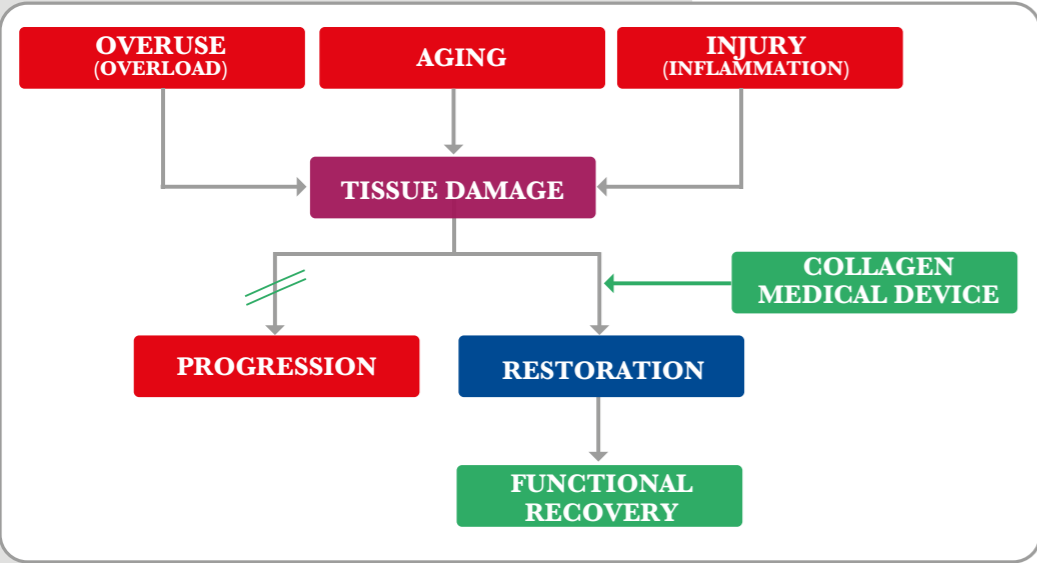 OVERUSE
(OVERLOAD)
AGING
INJURY
(INFLAMMATION)
TISSUE DAMAGE
COLLAGEN
MEDICAL DEVICE
PROGRESSION
RESTORATION
FUNCTIONAL
RECOVERY